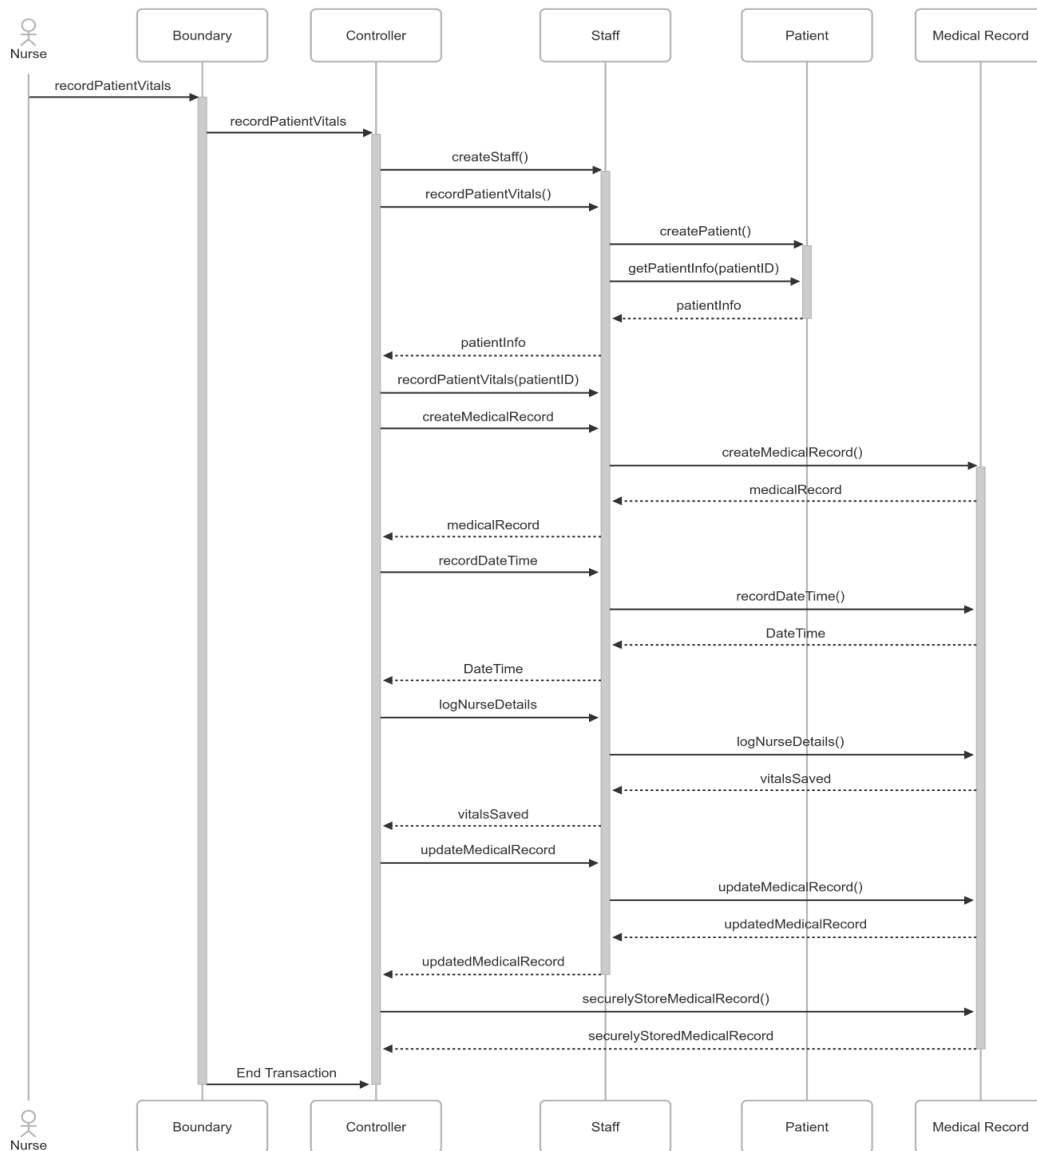 Boundary
Controller
Staff
Patient
Medical Record
Nurse
recordPatientVitals
recordPatientVitals
createStaff()
recordPatientVitals()
createPatient()
getPatientInfo(patientID)
patientInfo
patientInfo
recordPatientVitals(patientID)
createMedicalRecord
createMedicalRecord()
medicalRecord
medicalRecord
recordDateTime
recordDateTime()
DateTime
DateTime
logNurseDetails
logNurseDetails()
vitalsSaved
vitalsSaved
updateMedicalRecord
updateMedicalRecord()
updatedMedicalRecord
updatedMedicalRecord
securelyStoreMedicalRecord()
securelyStoredMedicalRecord
End Transaction
Boundary
Controller
Staff
Patient
Medical Record
Nurse